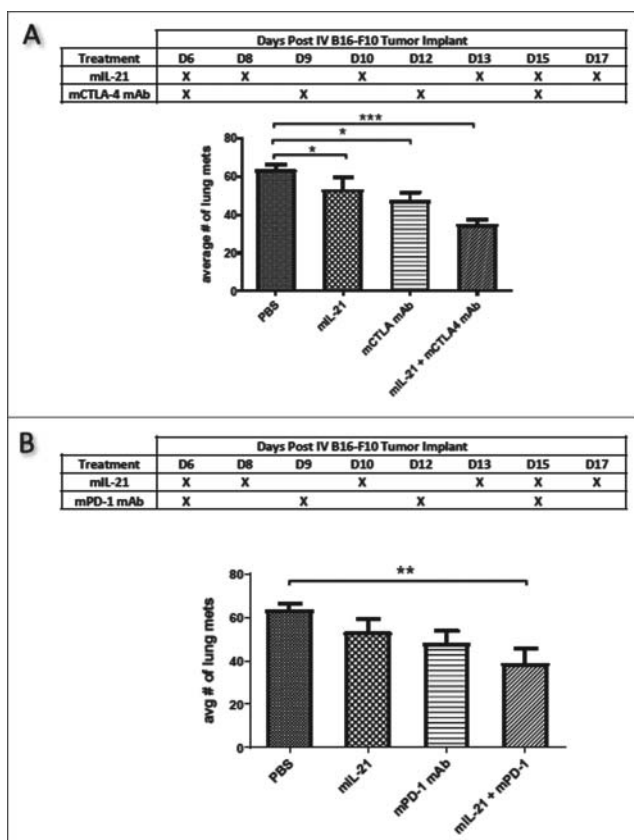 A
Days Post IV B16-F10 Tumor Implant
Treatment D6 D8 D9 D10 D12 D13 D15 D17
mIL-21 X X X X X X
mCTLA-4 mAb X X X X
***
*
*
average # of lung mets
80
60
40
20
0
PBS
mIL-21
mCTLA mAb
mIL-21 + mCTLA4 mAb
B
Days Post IV B16-F10 Tumor Implant
Treatment D6 D8 D9 D10 D12 D13 D15 D17
mIL-21 X X X X X X
mPD-1 mAb X X X X
**
avg # of lung mets
80
60
40
20
0
PBS
mIL-21
mPD-1 mAb
mIL-21 + mPD-1